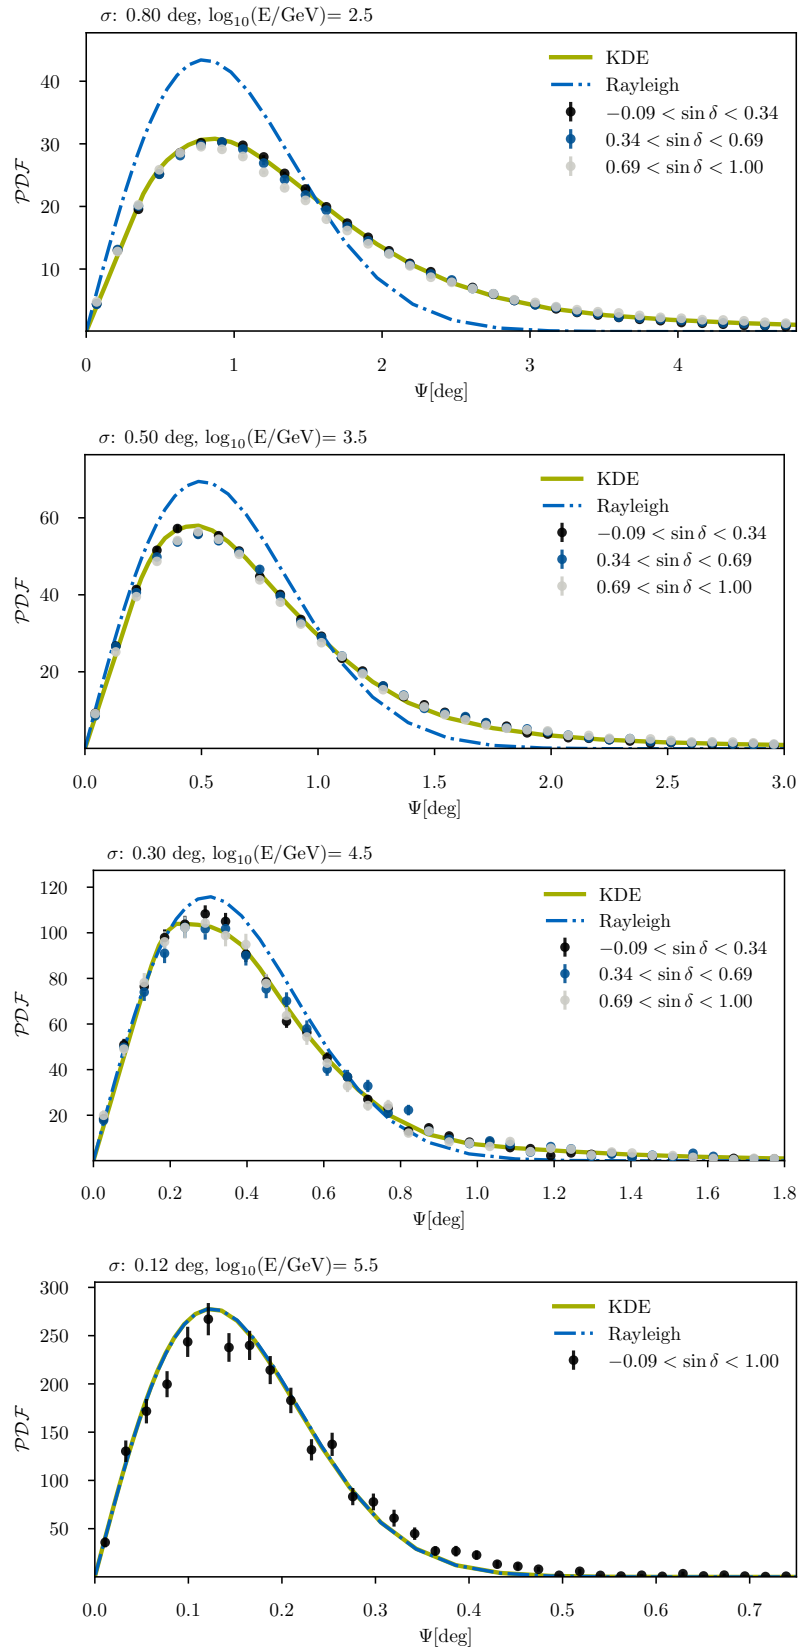 σ: 0.80 deg, log₁₀(E/GeV)= 2.5
KDE
Rayleigh
−0.09 < sin δ < 0.34
0.34 < sin δ < 0.69
0.69 < sin δ < 1.00
40
30
20
10
PDF
0 1 2 3 4
Ψ[deg]
σ: 0.50 deg, log₁₀(E/GeV)= 3.5
KDE
Rayleigh
−0.09 < sin δ < 0.34
0.34 < sin δ < 0.69
0.69 < sin δ < 1.00
60
40
20
PDF
0.0 0.5 1.0 1.5 2.0 2.5 3.0
Ψ[deg]
σ: 0.30 deg, log₁₀(E/GeV)= 4.5
KDE
Rayleigh
−0.09 < sin δ < 0.34
0.34 < sin δ < 0.69
0.69 < sin δ < 1.00
120
100
80
60
40
20
PDF
0.0 0.2 0.4 0.6 0.8 1.0 1.2 1.4 1.6 1.8
Ψ[deg]
σ: 0.12 deg, log₁₀(E/GeV)= 5.5
KDE
Rayleigh
−0.09 < sin δ < 1.00
300
250
200
150
100
50
PDF
0.0 0.1 0.2 0.3 0.4 0.5 0.6 0.7
Ψ[deg]